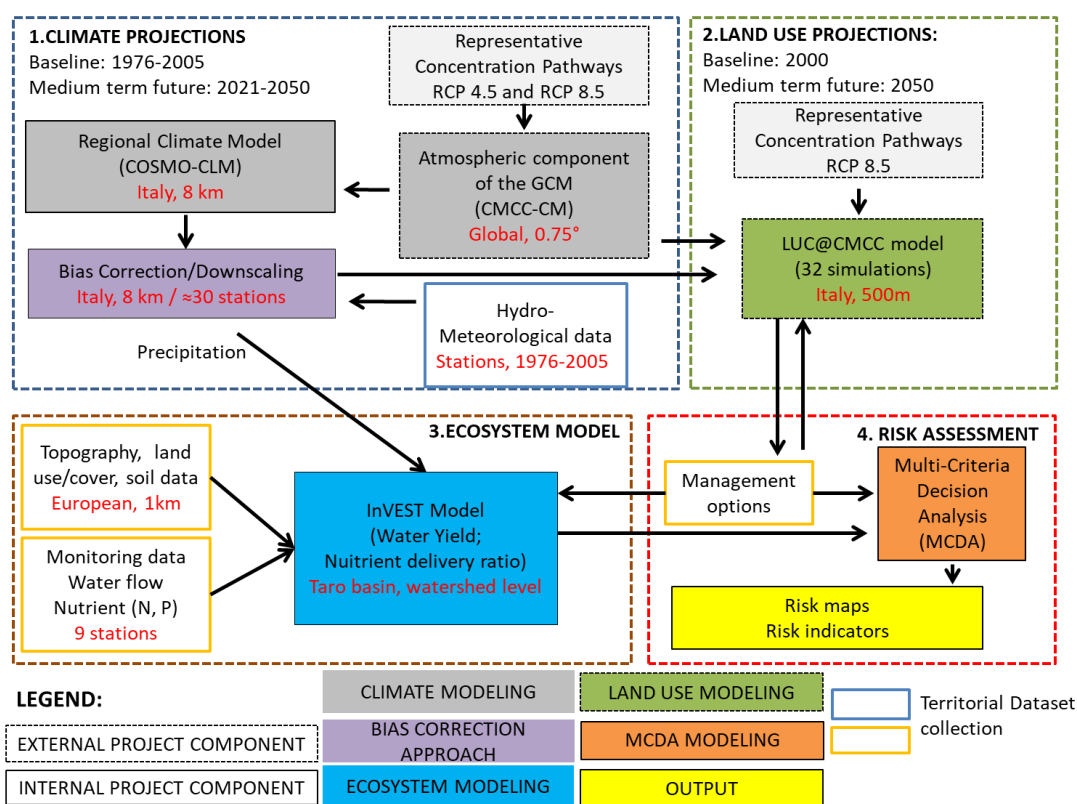 1.CLIMATE PROJECTIONS
Baseline: 1976-2005
Medium term future: 2021-2050
Representative
Concentration Pathways
RCP 4.5 and RCP 8.5
Regional Climate Model
(COSMO-CLM)
Italy, 8 km
Atmospheric component
of the GCM
(CMCC-CM)
Global, 0.75°
Bias Correction/Downscaling
Italy, 8 km / ≈30 stations
Hydro-
Meteorological data
Stations, 1976-2005
Precipitation
2.LAND USE PROJECTIONS:
Baseline: 2000
Medium term future: 2050
Representative
Concentration Pathways
RCP 8.5
LUC@CMCC model
(32 simulations)
Italy, 500m
3.ECOSYSTEM MODEL
Topography, land
use/cover, soil data
European, 1km
Monitoring data
Water flow
Nutrient (N, P)
9 stations
InVEST Model
(Water Yield;
Nuitrient delivery ratio)
Taro basin, watershed level
4. RISK ASSESSMENT
Management
options
Multi-Criteria
Decision
Analysis
(MCDA)
Risk maps
Risk indicators
LEGEND:
EXTERNAL PROJECT COMPONENT
INTERNAL PROJECT COMPONENT
CLIMATE MODELING
BIAS CORRECTION
APPROACH
ECOSYSTEM MODELING
LAND USE MODELING
MCDA MODELING
OUTPUT
Territorial Dataset
collection